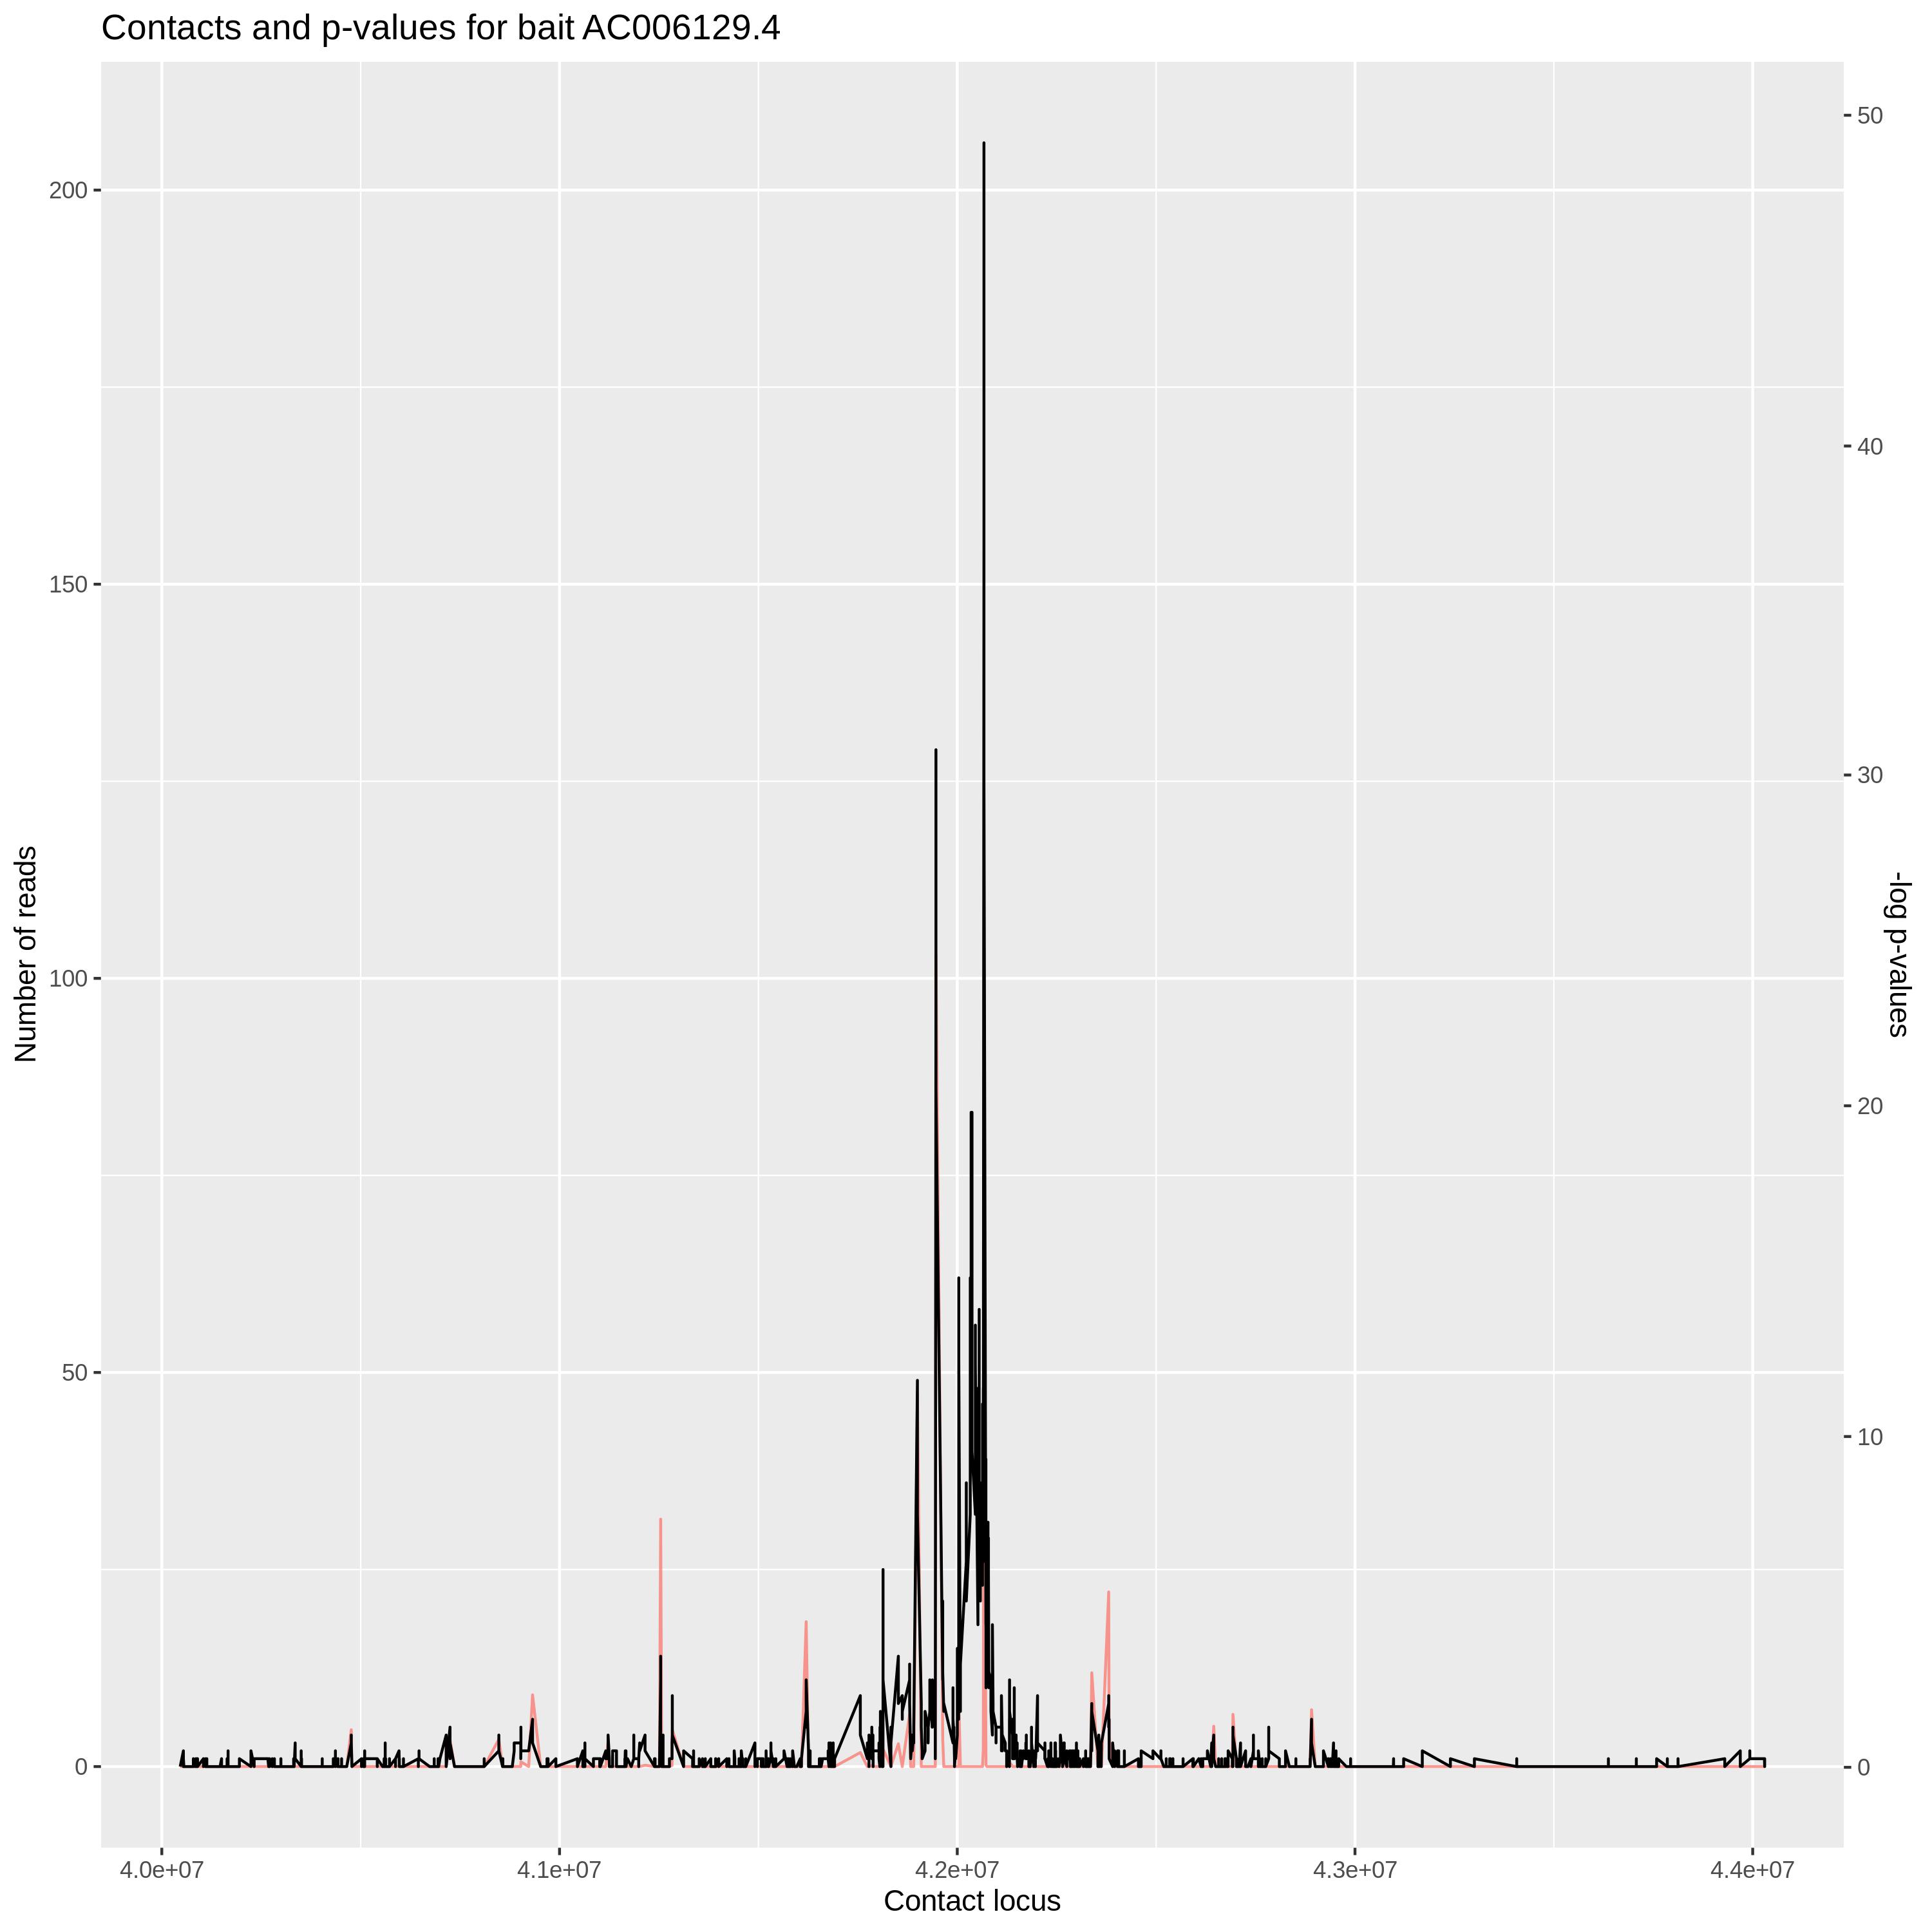 Contacts and p-values for bait AC006129.4
Number of reads
200
150
100
50
0
50
40
30
20
10
0
-log p-values
4.0e+07
4.1e+07
4.2e+07
4.3e+07
4.4e+07
Contact locus